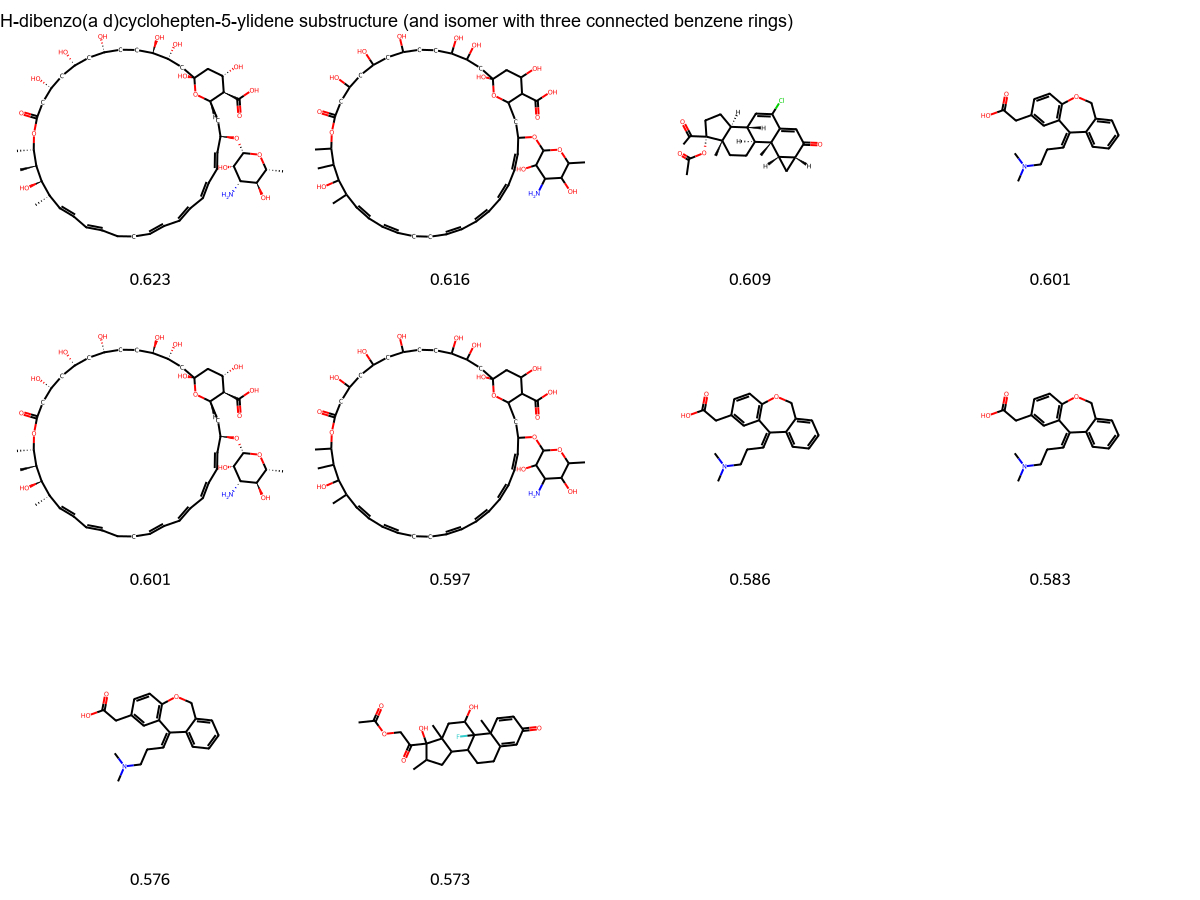 H-dibenzo(a d)cyclohepten-5-ylidene substructure (and isomer with three connected benzene rings)
0.623 0.616 0.609 0.601
0.601 0.597 0.586 0.583
0.576 0.573